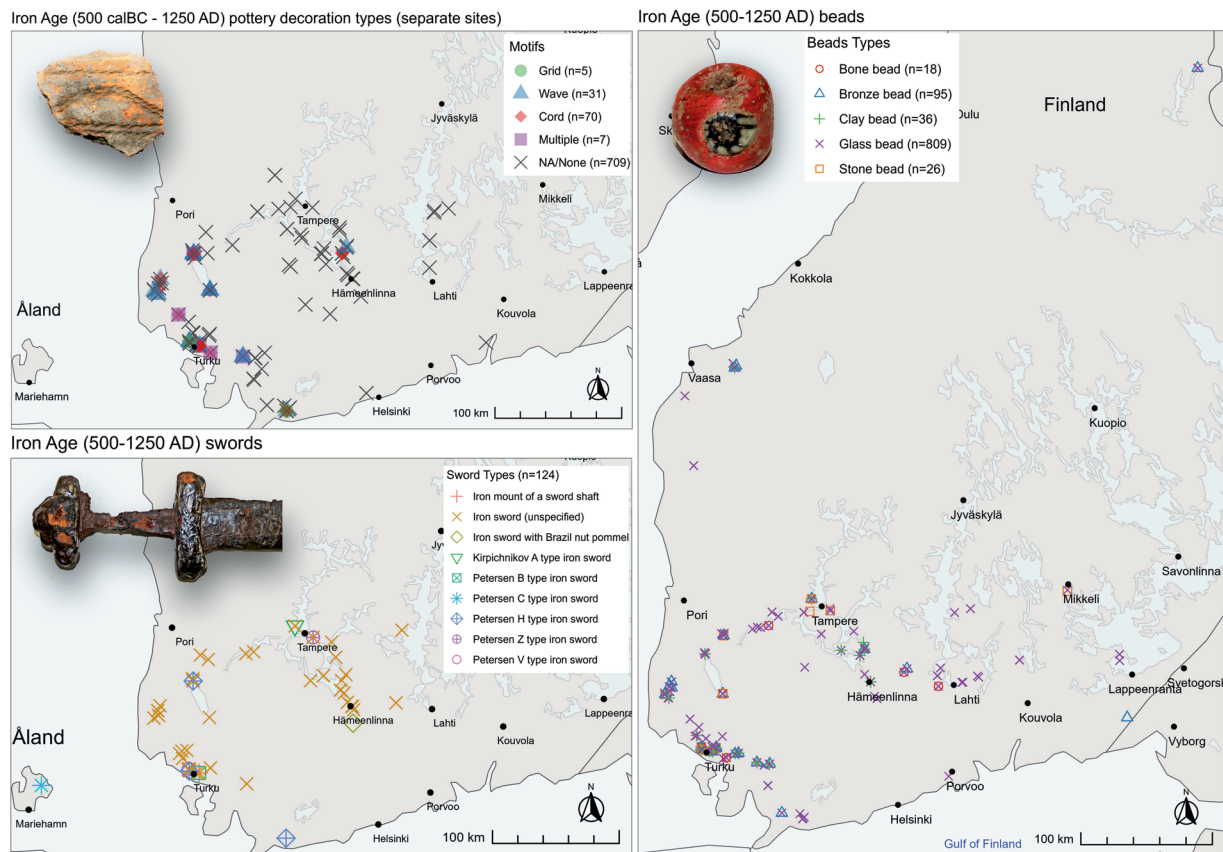 Iron Age (500 calBC - 1250 AD) pottery decoration types (separate sites)
Motifs
Grid (n=5)
Wave (n=31)
Cord (n=70)
Multiple (n=7)
NA/None (n=709)
Jyväskylä
Mikkeli
Pori
Tampere
Hämeenlinna
Lahti
Lappeenra
Kouvola
Åland
Turku
Mariehamn
Porvoo
Helsinki
N
100 km
Iron Age (500-1250 AD) swords
Sword Types (n=124)
Iron mount of a sword shaft
Iron sword (unspecified)
Iron sword with Brazil nut pommel
Kirpichnikov A type iron sword
Petersen B type iron sword
Petersen C type iron sword
Petersen H type iron sword
Petersen Z type iron sword
Petersen V type iron sword
Jy
Pori
Tampere
Hämeenlinna
Lahti
Lappeenra
Kouvola
Åland
Turku
Mariehamn
Porvoo
Helsinki
N
100 km
Iron Age (500-1250 AD) beads
Beads Types
Bone bead (n=18)
Bronze bead (n=95)
Clay bead (n=36)
Glass bead (n=809)
Stone bead (n=26)
Finland
Sk
Dulu
Kokkola
Vaasa
Kuopio
Jyväskylä
Savonlinna
Mikkeli
Pori
Tampere
Hämeenlinna
Lahti
Lappeenranta
Svetogorsk
Kouvola
Vyborg
Turku
Porvoo
Helsinki
N
Gulf of Finland
100 km